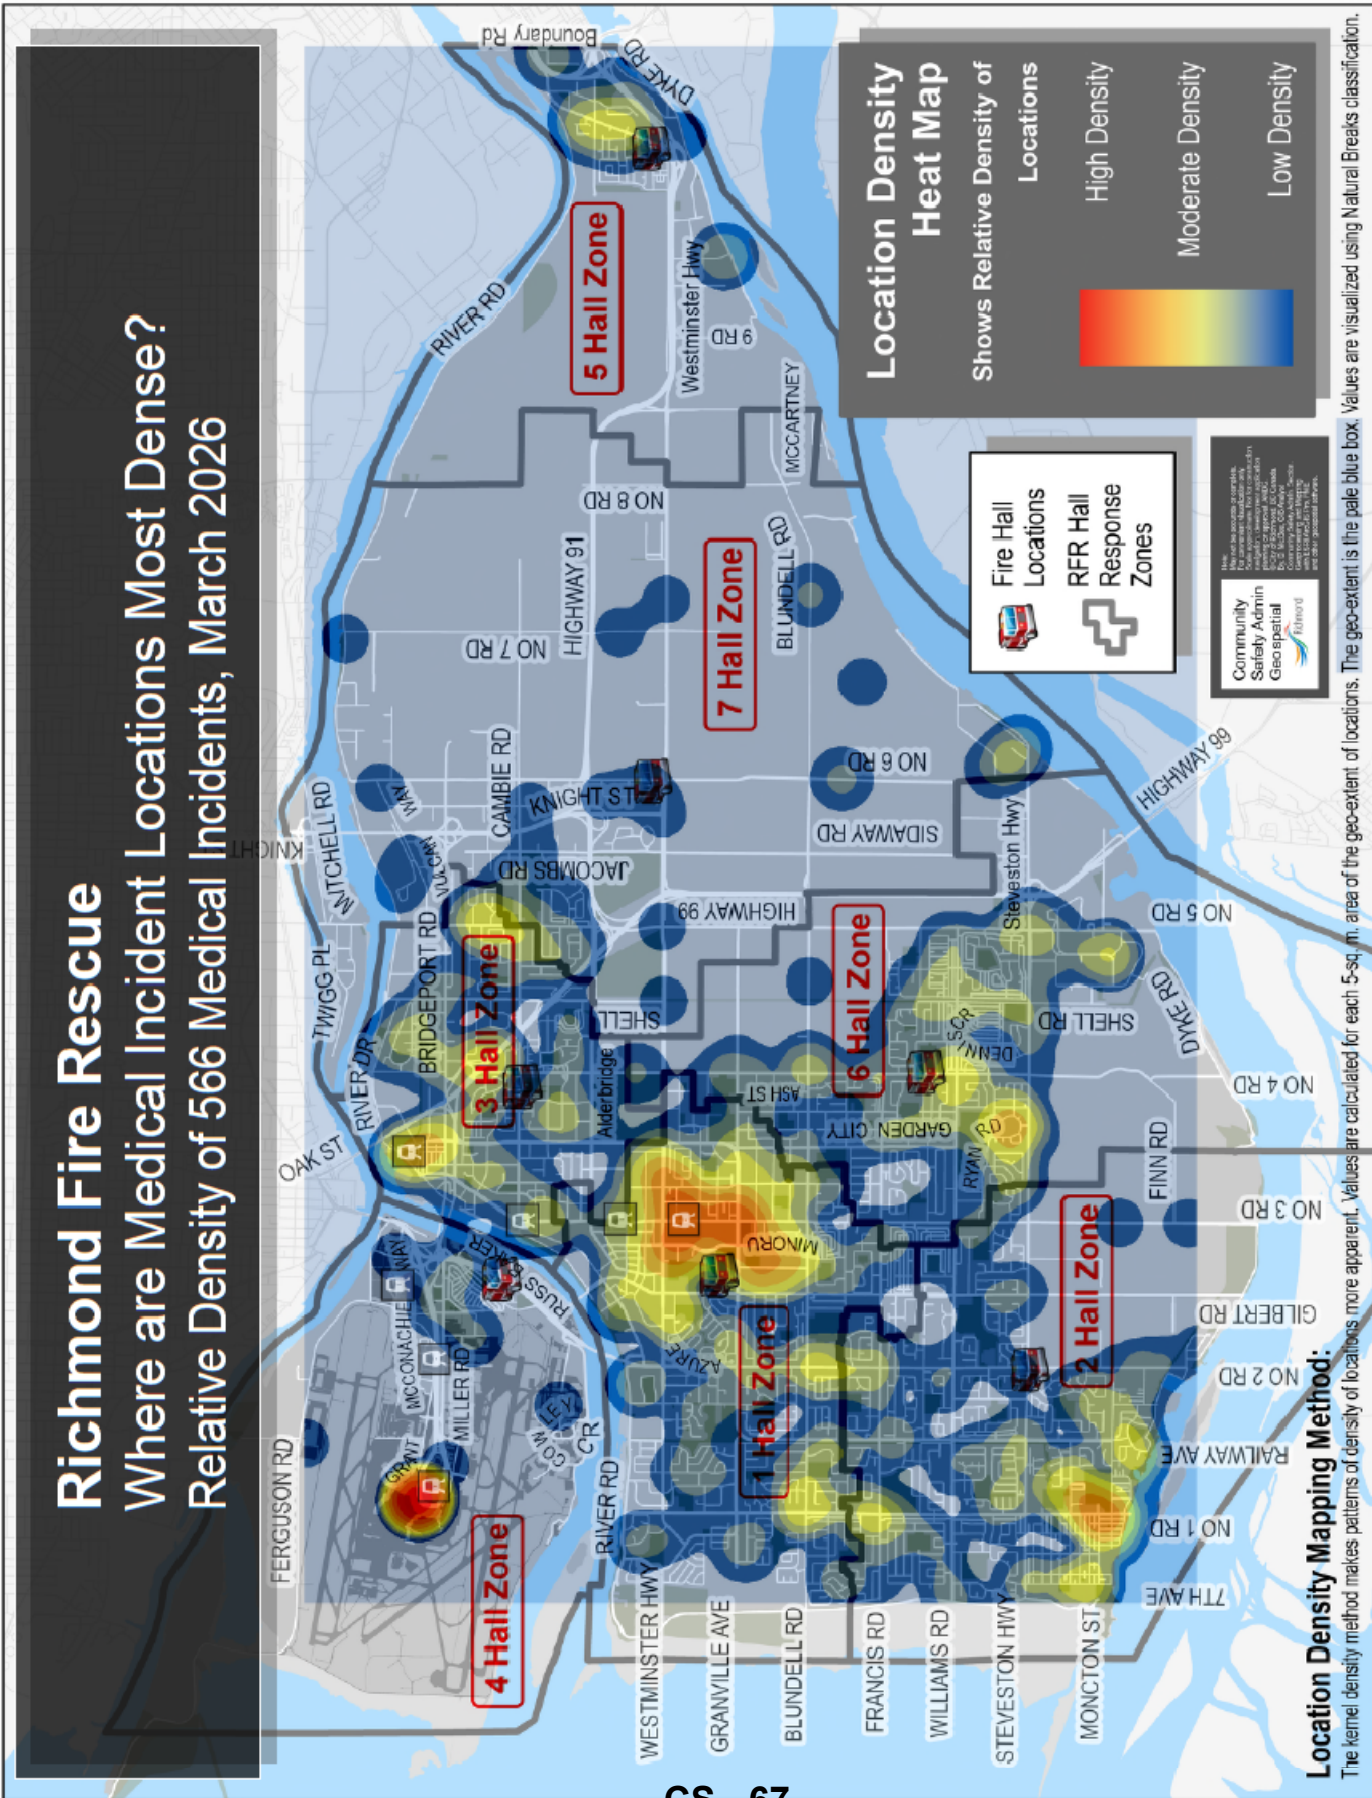 Richmond Fire Rescue
Where are Medical Incident Locations Most Dense?
Relative Density of 566 Medical Incidents, March 2026
FERGUSON RD
OAK ST
TWIGG PL
MITCHELL RD
RIVER RD
Boundary Rd
DYKE RD
RIVER DR
BRIDGEPORT RD
VULCAN
WAY
CAMBIE RD
KNIGHT ST
KNIGHT ST
JACOBMBS RD
NO 7 RD
HIGHWAY 91
NO 8 RD
5 Hall Zone
Westminster Hwy
9 RD
MCCARTNEY
BLUNDELL RD
7 Hall Zone
NO 6 RD
SIDAWAY RD
HIGHWAY 99
3 Hall Zone
SHELL
Alderbridge
GRANT
MCCONACHIE WAY
MILLER RD
RUSS BAKER
COWLEY CR
RIVER RD
4 Hall Zone
WESTMINSTER HWY
GRANVILLE AVE
BLUNDELL RD
FRANCIS RD
WILLIAMS RD
STEVESTON HWY
MONCTON ST
1 Hall Zone
AZURE
MINORU
ASH ST
GARDEN CITY
6 Hall Zone
DENNIS CR
RYAN RD
Steveston Hwy
SHELL RD
2 Hall Zone
FINN RD
7TH AVE
NO 1 RD
RAILWAY AVE
NO 2 RD
GILBERT RD
NO 3 RD
NO 4 RD
DYKE RD
NO 5 RD
HIGHWAY 99
Location Density
Heat Map
Shows Relative Density of
Locations
High Density
Moderate Density
Low Density
Fire Hall
Locations
RFR Hall
Response
Zones
Community
Safety Admin
Geospatial
Richmond
Location Density Mapping Method:
The kernel density method makes patterns of density of locations more apparent. Values are calculated for each 5-sq. m. area of the geo-extent of locations. The geo-extent is the pale blue box. Values are visualized using Natural Breaks classification.